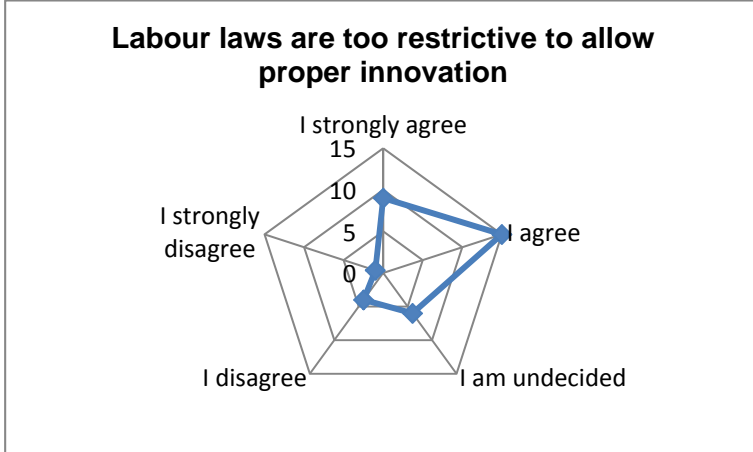 Labour laws are too restrictive to allow
proper innovation
I strongly agree
15
10
5
0
I agree
I am undecided
I disagree
I strongly
disagree